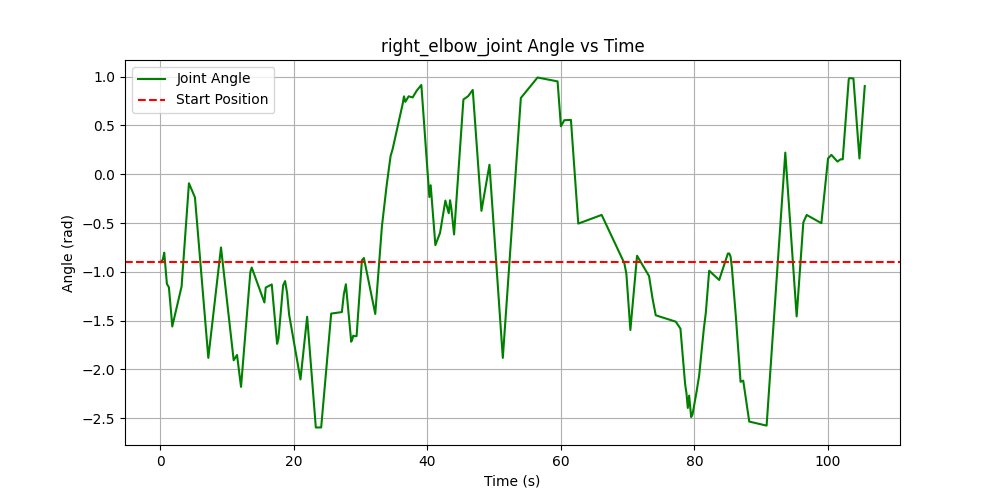 right_elbow_joint Angle vs Time
Joint Angle
Start Position
1.0
0.5
0.0
−0.5
−1.0
−1.5
−2.0
−2.5
Angle (rad)
0 20 40 60 80 100
Time (s)